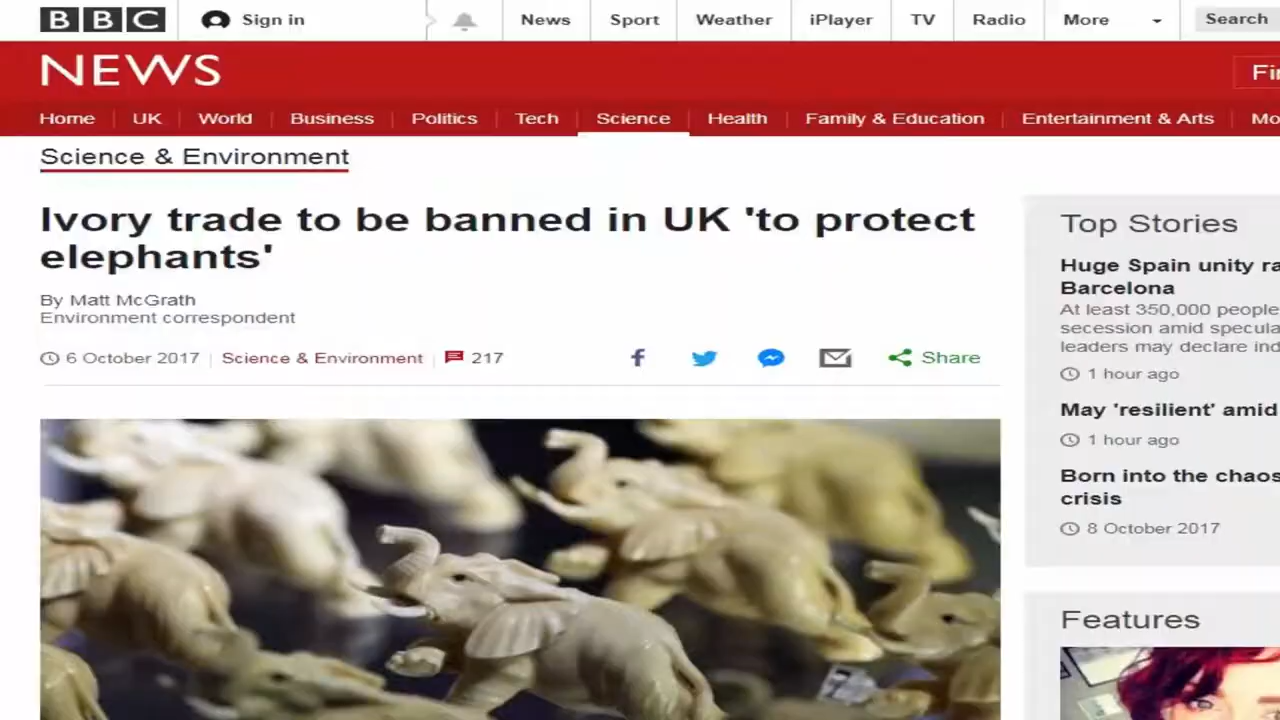 BBC Sign in News Sport Weather iPlayer TV Radio More Search
NEWS
Home UK World Business Politics Tech Science Health Family & Education Entertainment & Arts
Science & Environment
Ivory trade to be banned in UK 'to protect
elephants'
By Matt McGrath
Environment correspondent
6 October 2017 Science & Environment 217 Share
Top Stories
Huge Spain unity
Barcelona
At least 350,000 people
secession amid
leaders may declare
1 hour ago
May 'resilient' amid
1 hour ago
Born into the chaos
crisis
8 October 2017
Features